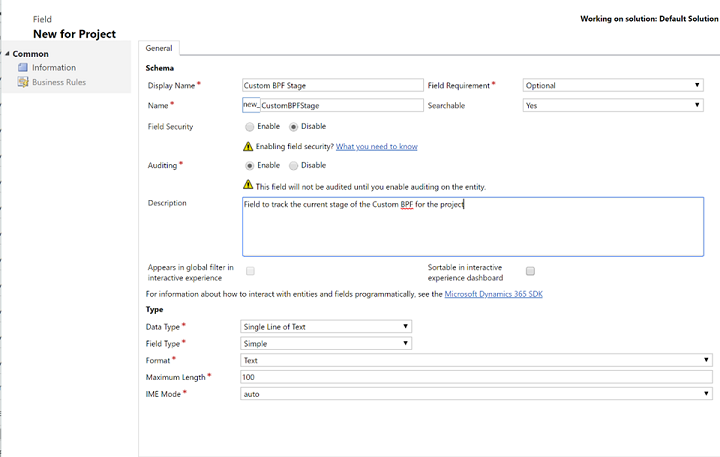 Field
Working on solution: Default Solution
New for Project
Common
Information
Business Rules
General
Schema
Display Name * Custom BPF Stage Field Requirement * Optional
Name * new_ CustomBPFStage Searchable Yes
Field Security Enable Disable
Enabling field security? What you need to know
Auditing * Enable Disable
This field will not be audited until you enable auditing on the entity.
Description Field to track the current stage of the Custom BPF for the project
Appears in global filter in
interactive experience
Sortable in interactive
experience dashboard
For information about how to interact with entities and fields programmatically, see the Microsoft Dynamics 365 SDK
Type
Data Type * Single Line of Text
Field Type * Simple
Format * Text
Maximum Length * 100
IME Mode * auto